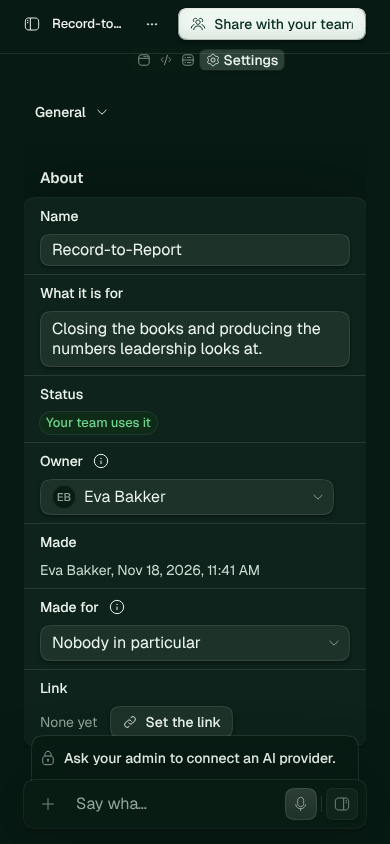 Record-to...
Share with your team
Settings
General
About
Name
Record-to-Report
What it is for
Closing the books and producing the
numbers leadership looks at.
Status
Your team uses it
Owner
EB Eva Bakker
Made
Eva Bakker, Nov 18, 2026, 11:41 AM
Made for
Nobody in particular
Link
None yet
Set the link
Ask your admin to connect an AI provider.
Say wha...